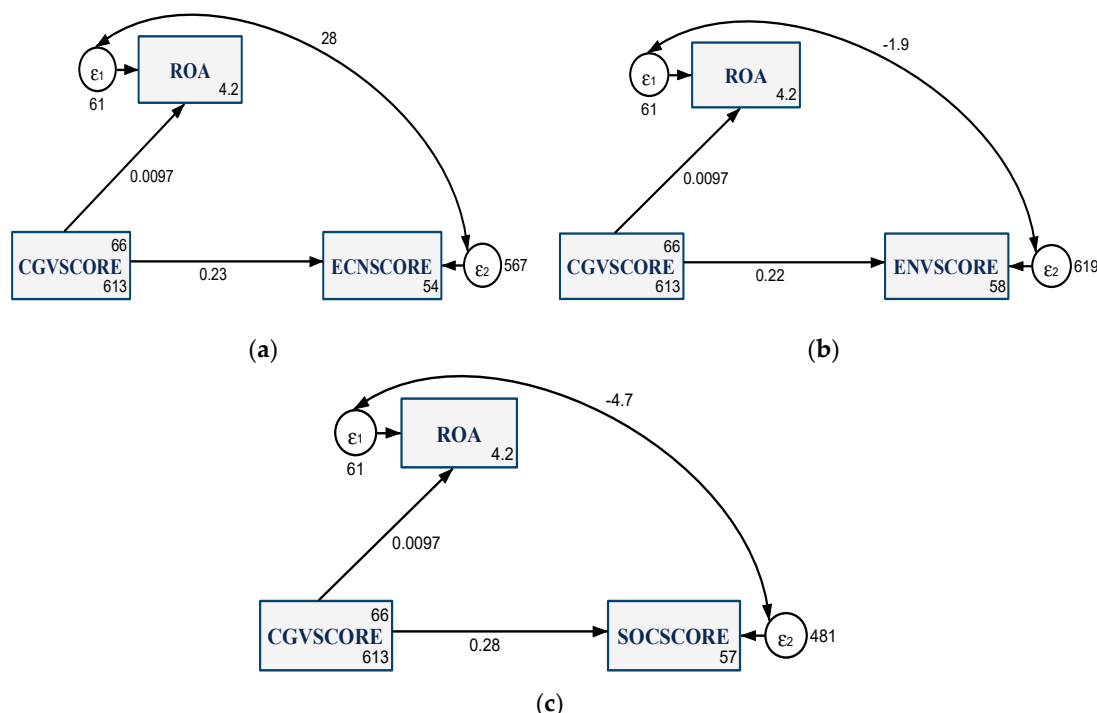 28
ε1
ROA
4.2
61
0.0097
66
CGVSCORE
613
0.23
ECNSCORE
54
ε2
567
(a)
-1.9
ε1
ROA
4.2
61
0.0097
66
CGVSCORE
613
0.22
ENVSCORE
58
ε2
619
(b)
-4.7
ε1
ROA
4.2
61
0.0097
66
CGVSCORE
613
0.28
SOCSCORE
57
ε2
481
(c)